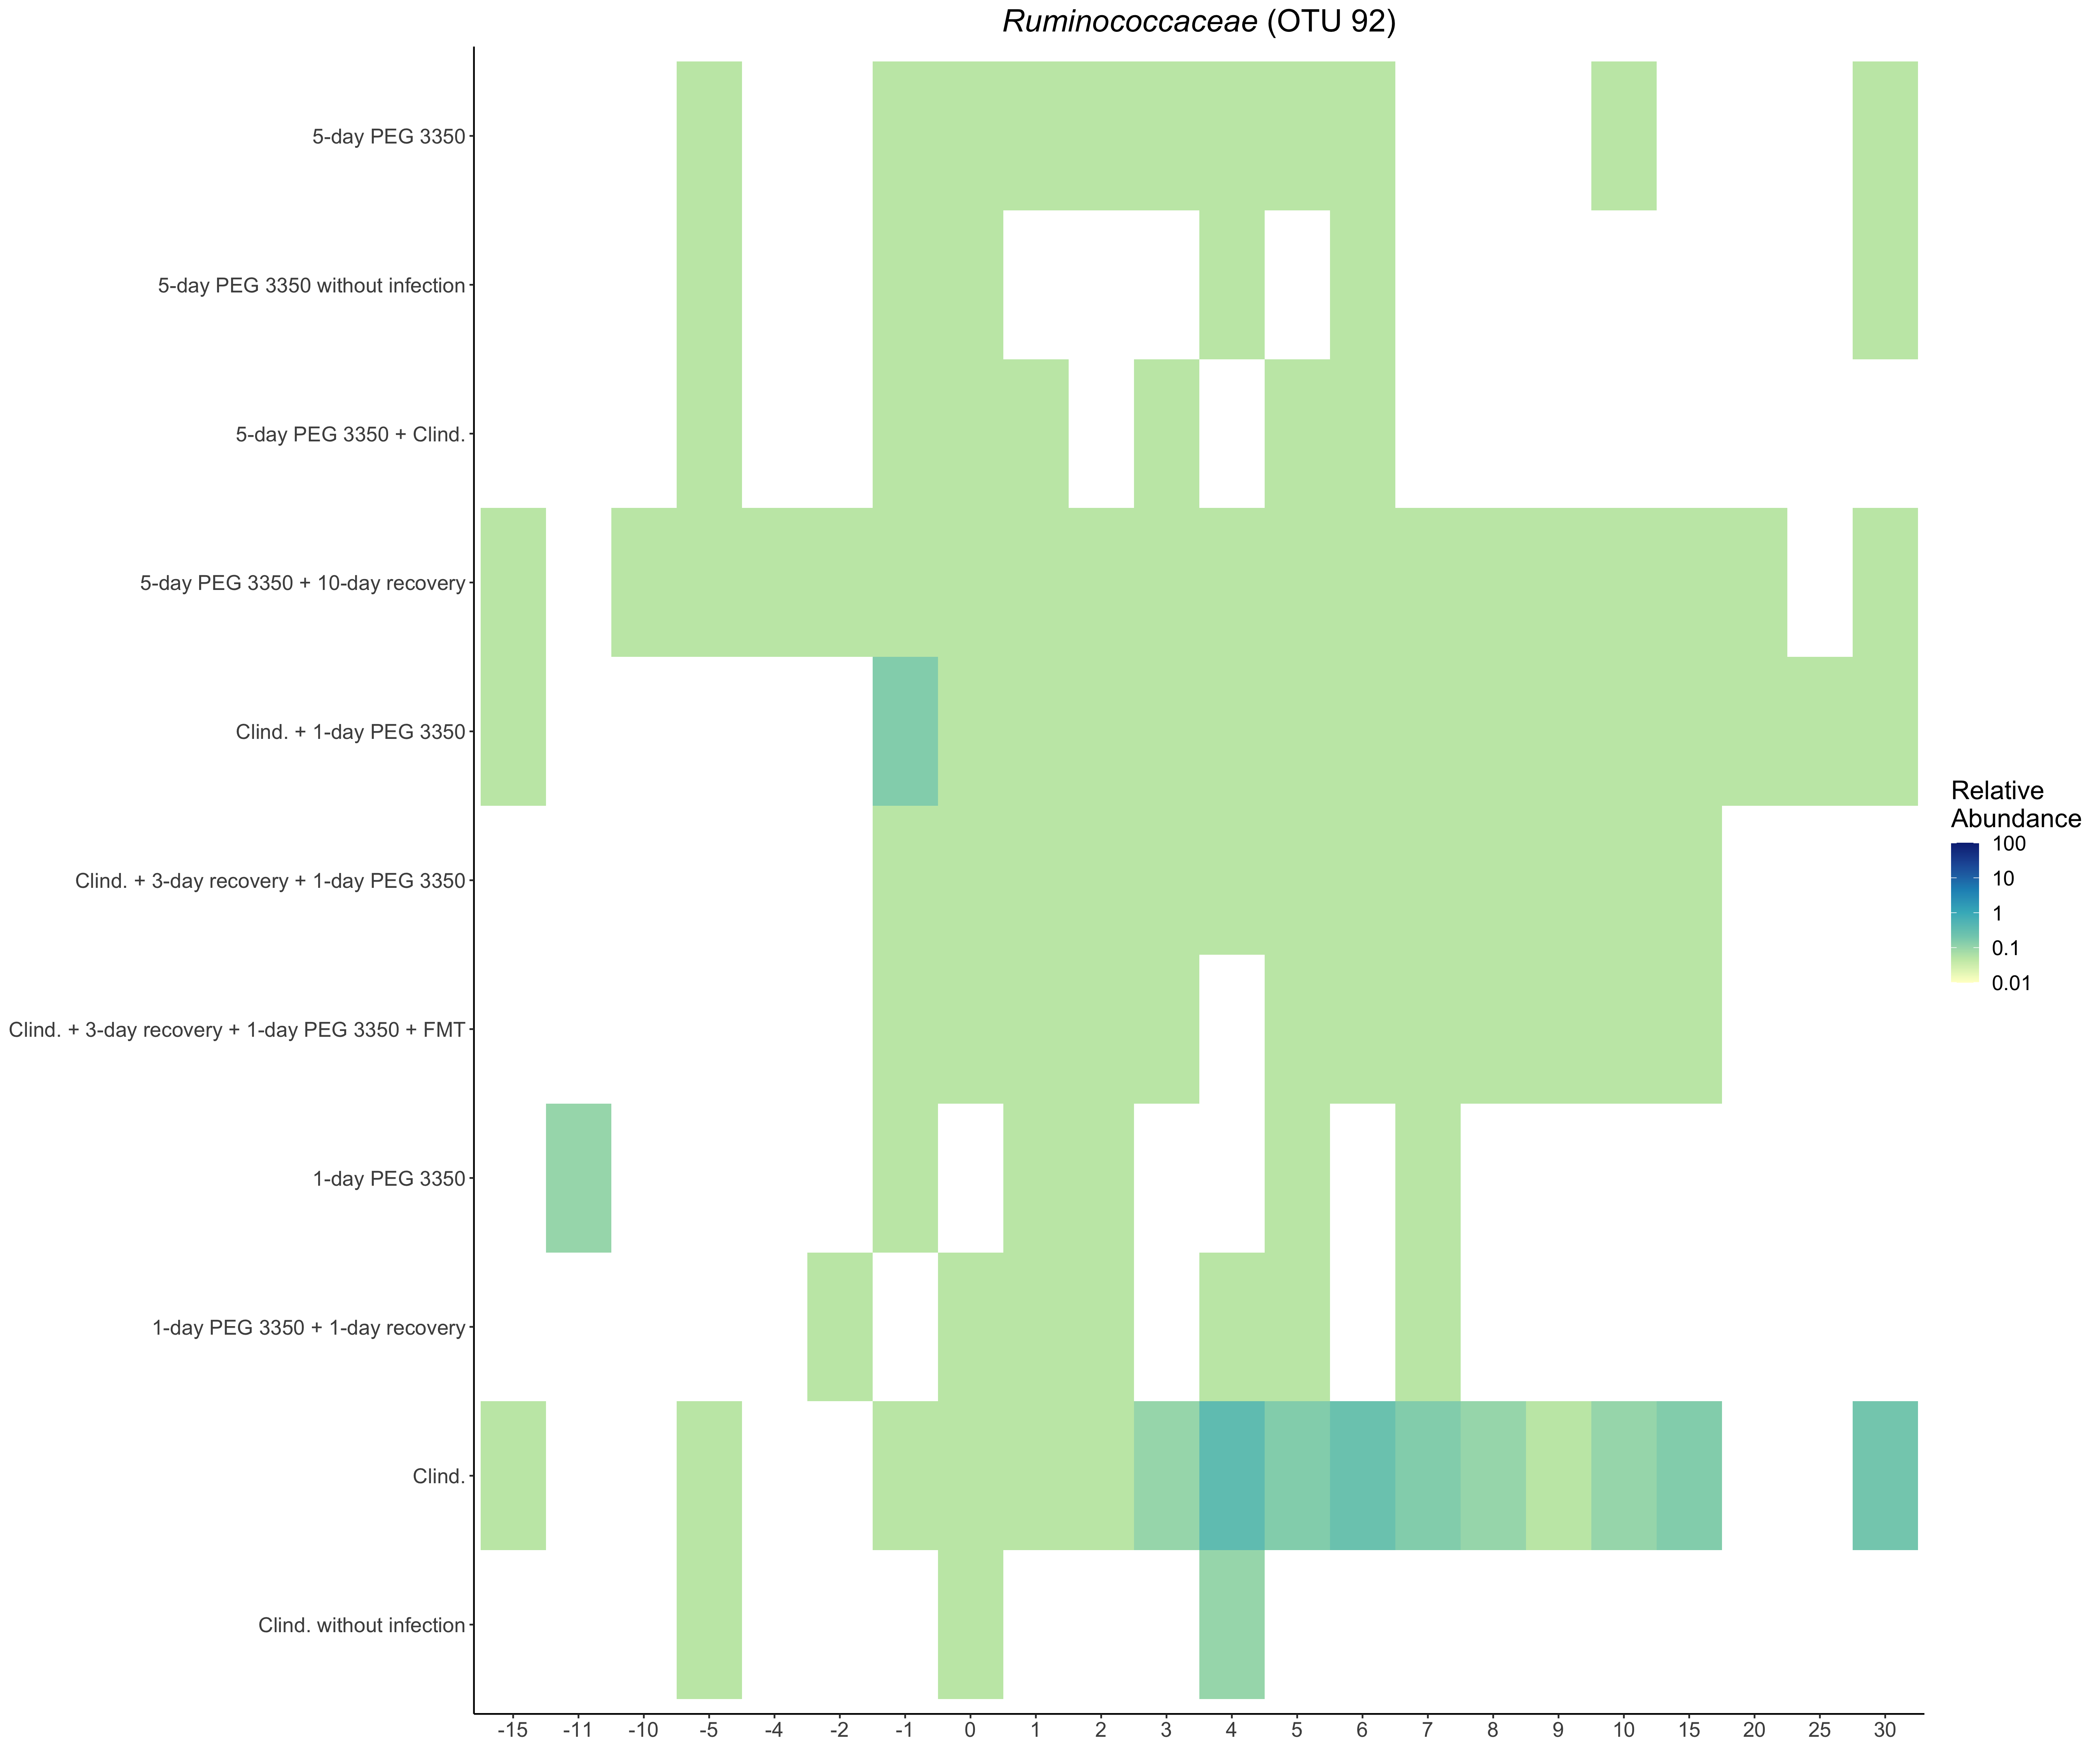 Ruminococcaceae (OTU 92)
5-day PEG 3350
5-day PEG 3350 without infection
5-day PEG 3350 + Clind.
5-day PEG 3350 + 10-day recovery
Clind. + 1-day PEG 3350
Clind. + 3-day recovery + 1-day PEG 3350
Clind. + 3-day recovery + 1-day PEG 3350 + FMT
1-day PEG 3350
1-day PEG 3350 + 1-day recovery
Clind.
Clind. without infection
-15 -11 -10 -5 -4 -2 -1 0 1 2 3 4 5 6 7 8 9 10 15 20 25 30
Relative
Abundance
100
10
1
0.1
0.01